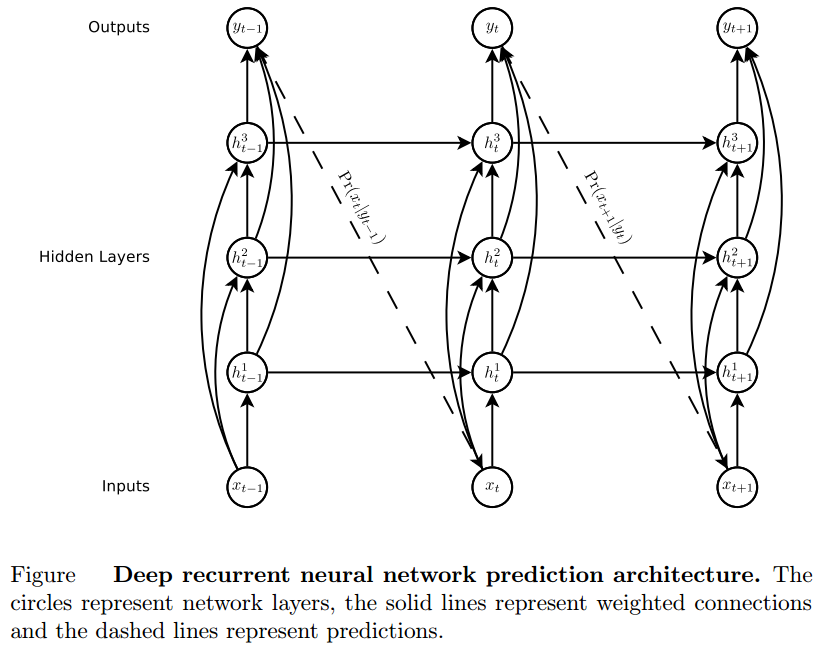 Outputs
y_{t−1} y_t y_{t+1}
h^3_{t−1} h^3_t h^3_{t+1}
Pr(x_t|y_{t−1}) Pr(x_{t+1}|y_t)
Hidden Layers
h^2_{t−1} h^2_t h^2_{t+1}
h^1_{t−1} h^1_t h^1_{t+1}
Inputs
x_{t−1} x_t x_{t+1}
Figure Deep recurrent neural network prediction architecture. The
circles represent network layers, the solid lines represent weighted connections
and the dashed lines represent predictions.